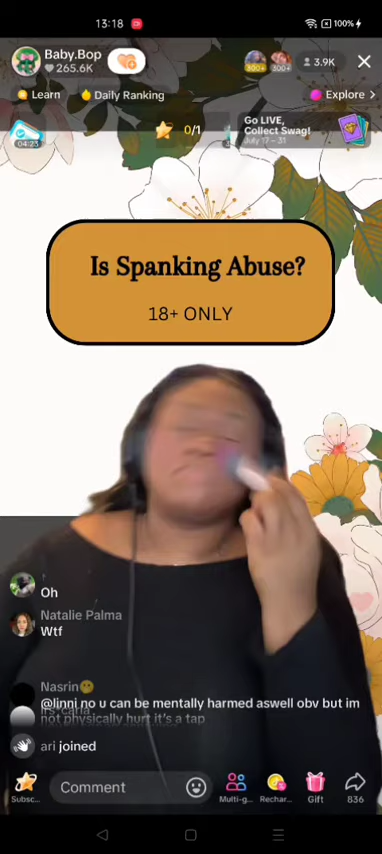 13:18
100%
Baby.Bop
265.6K
300+
300+
3.9K
Learn
Daily Ranking
Explore >
04:23
0/1
Go LIVE,
Collect Swag!
July 17 – 31
Is Spanking Abuse?
18+ ONLY
Oh
Natalie Palma
Wtf
Nasrin
@linni no u can be mentally harmed aswell obv but im
not physically hurt it's a tap
ari joined
Subsc...
Comment
Multi-g...
Rechar...
Gift
836